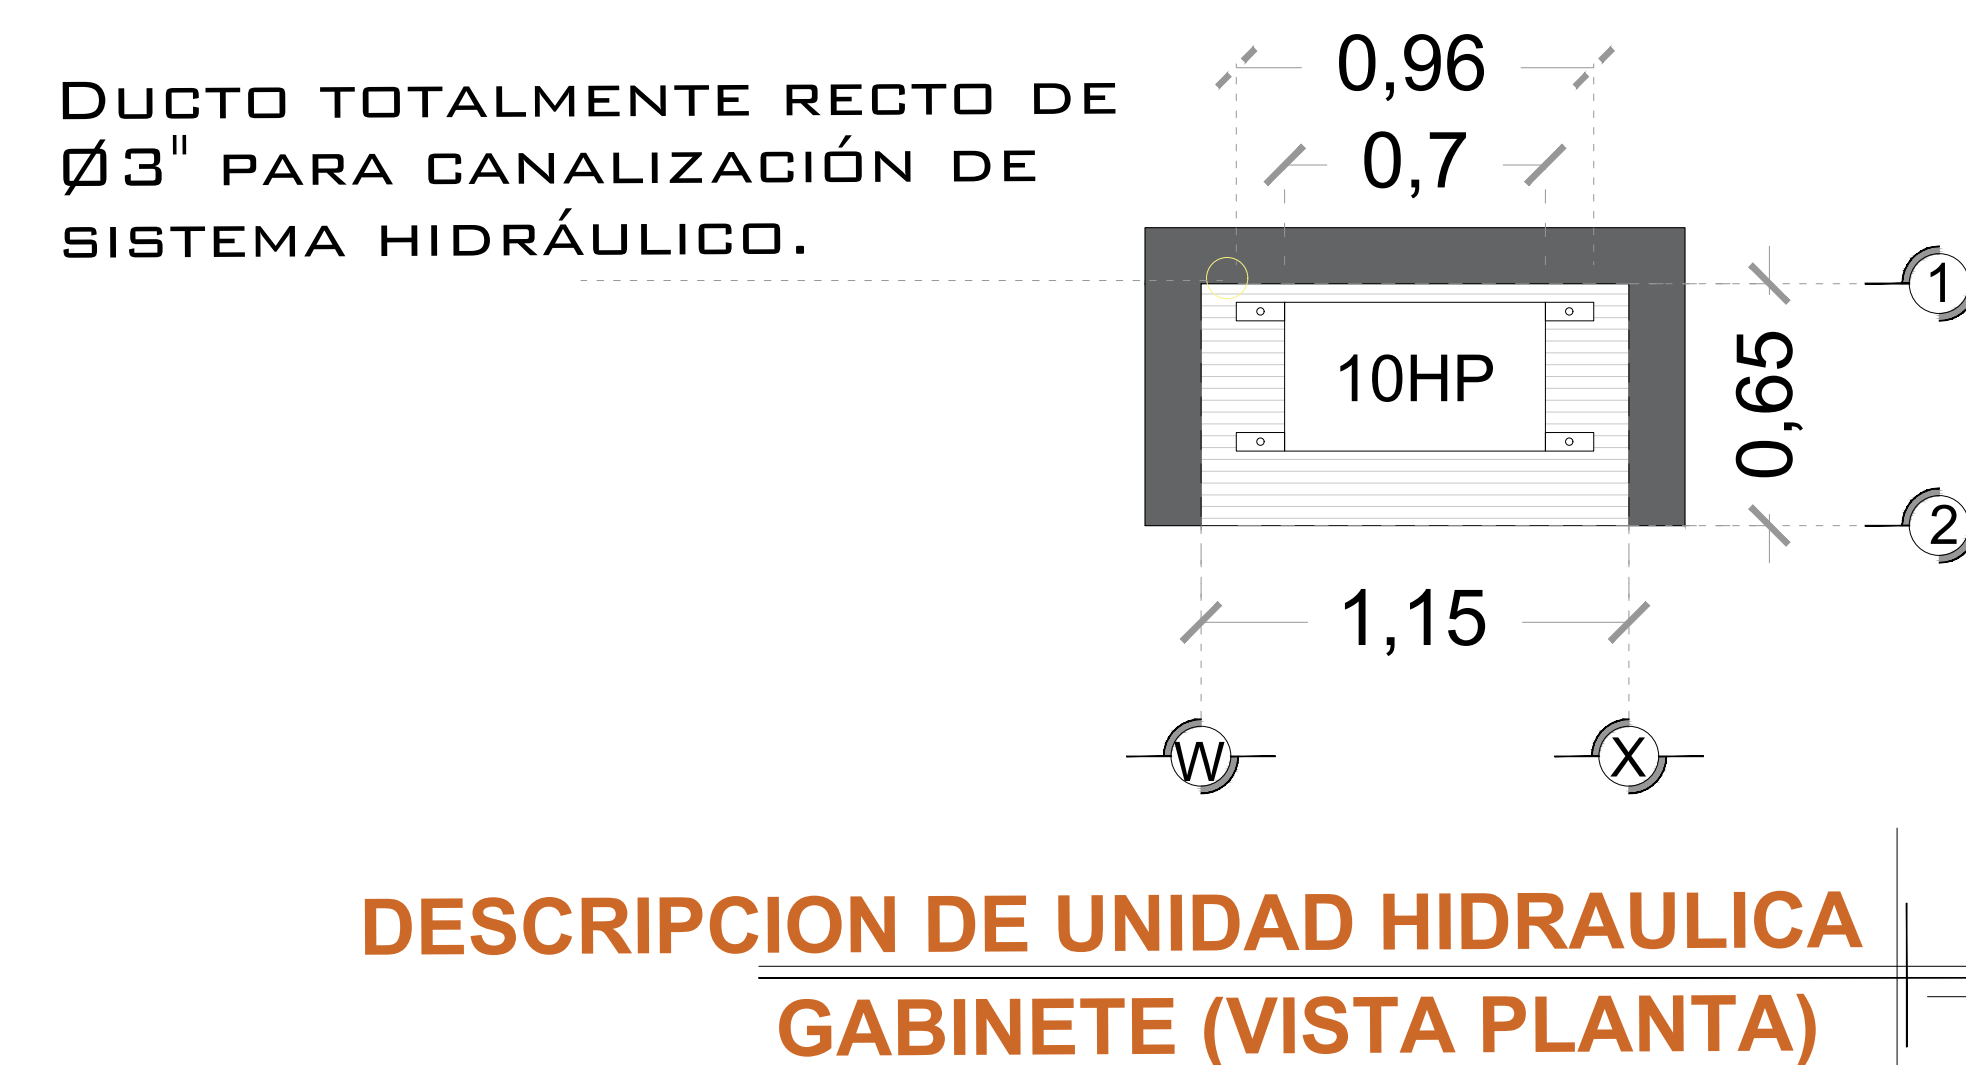 DUCTO TOTALMENTE RECTO DE
Ø3" PARA CANALIZACIÓN DE
SISTEMA HIDRÁULICO.
0,96
0,7
1
10HP
0,65
2
1,15
W
X
DESCRIPCION DE UNIDAD HIDRAULICA
GABINETE (VISTA PLANTA)